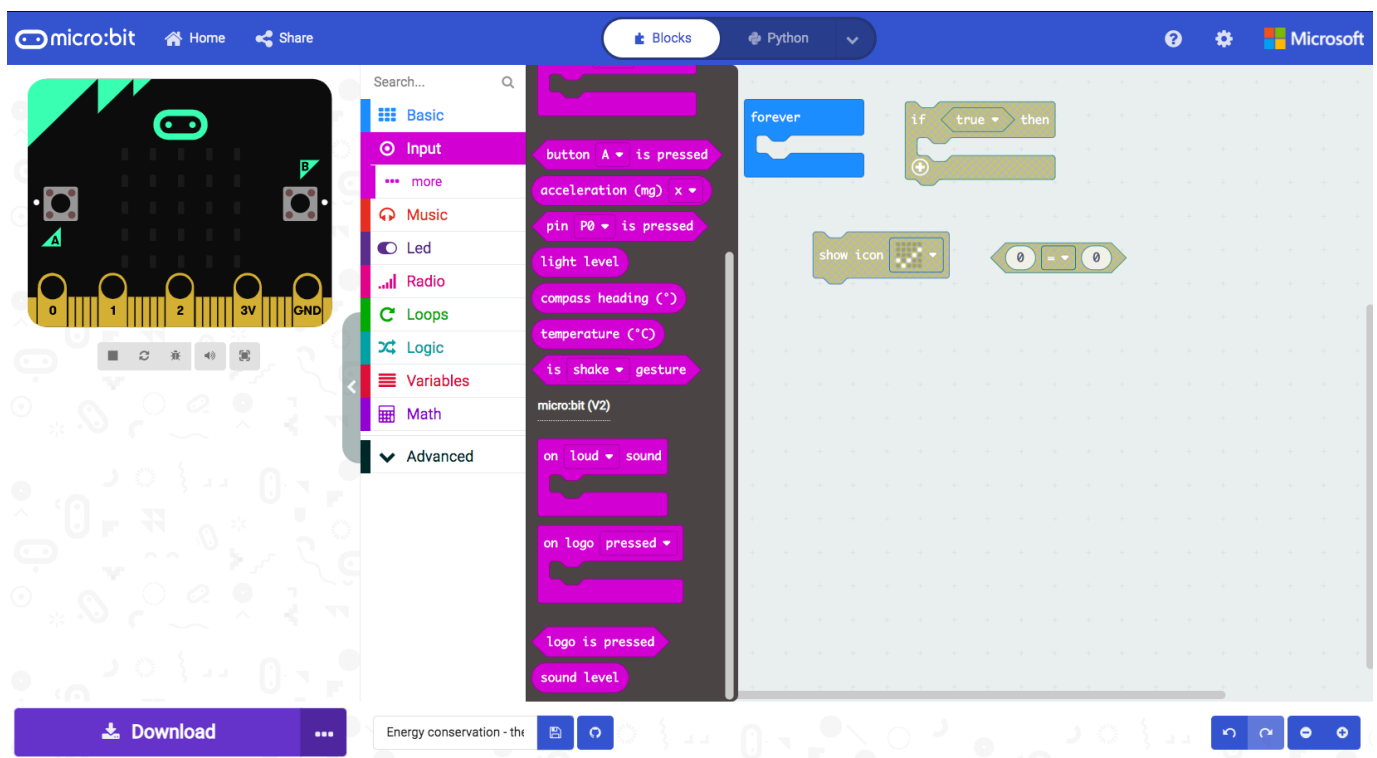 micro:bit Home Share Blocks Python Microsoft
B
A
0 1 2 3V GND
Search...
Basic
Input
more
Music
Led
Radio
Loops
Logic
Variables
Math
Advanced
button A is pressed
acceleration (mg) x
pin P0 is pressed
light level
compass heading (°)
temperature (°C)
is shake gesture
micro:bit (V2)
on loud sound
on logo pressed
logo is pressed
sound level
forever
if true then
show icon
0 = 0
Download
Energy conservation - the